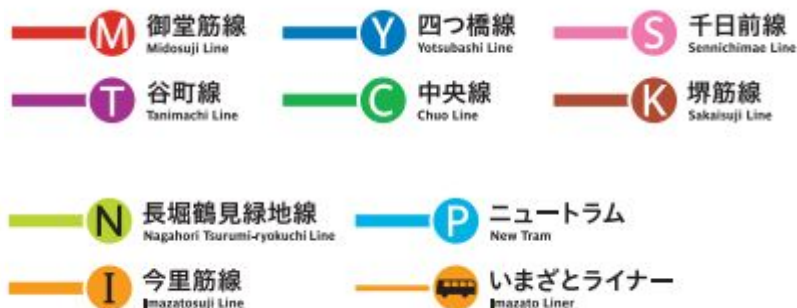 M 御堂筋線
Midosuji Line
Y 四つ橋線
Yotsubashi Line
S 千日前線
Sennichimae Line
T 谷町線
Tanimachi Line
C 中央線
Chuo Line
K 堺筋線
Sakaisuji Line
N 長堀鶴見緑地線
Nagahori Tsurumi-ryokuchi Line
P ニュートラム
New Tram
I 今里筋線
Imazatosuji Line
いまざとライナー
Imazato Liner